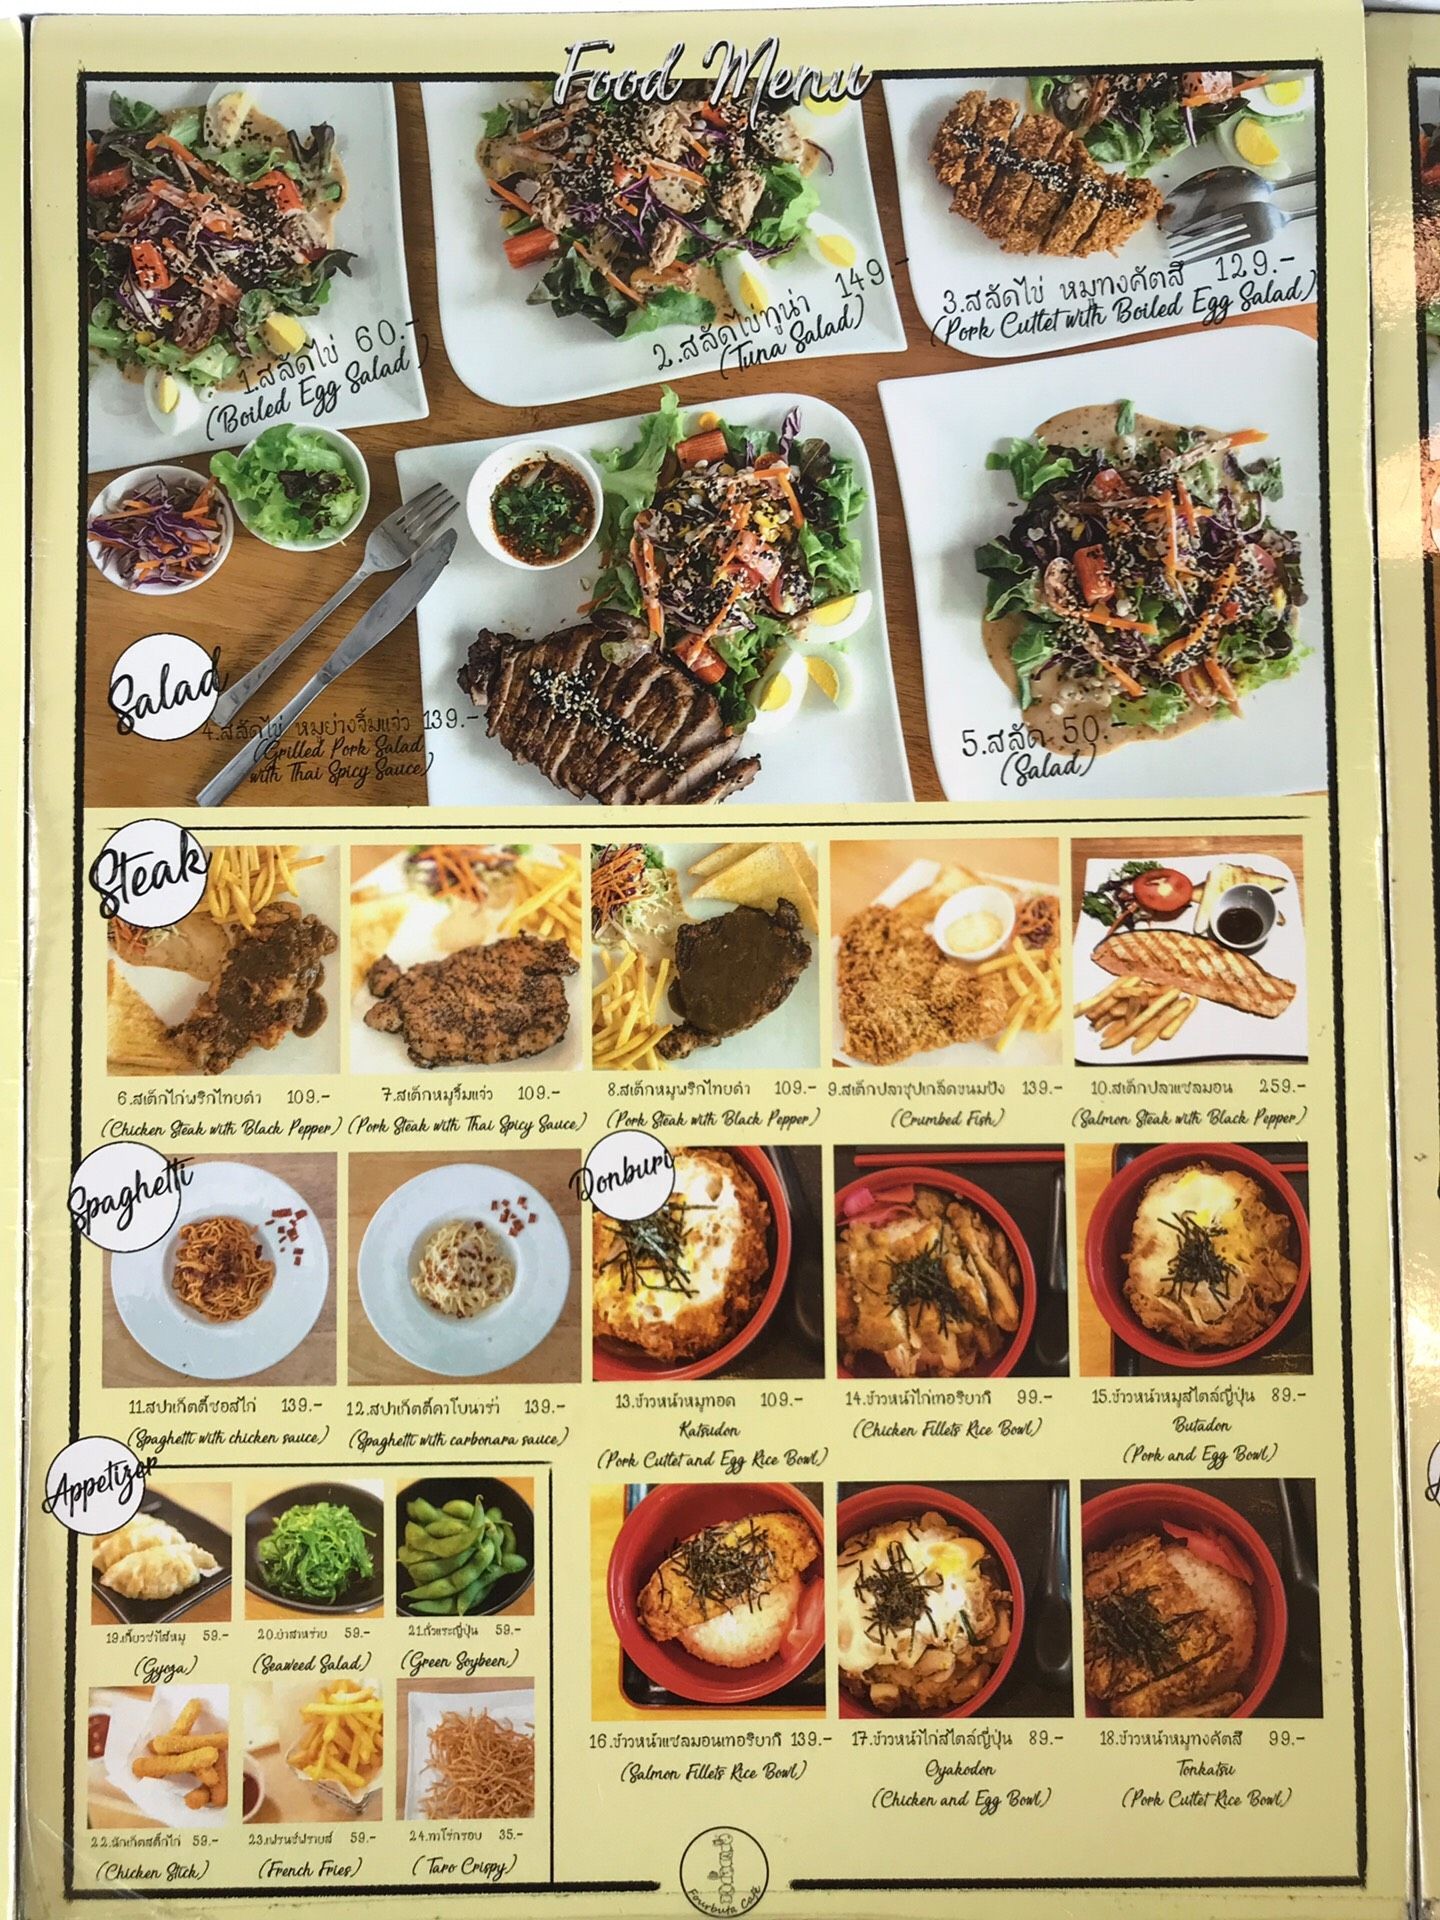 Food Menu
1.สลัดไข่ 60.-
(Boiled Egg Salad)
2.สลัดไข่ทูน่า 149.-
(Tuna Salad)
3.สลัดไข่ หมูทงคัตสึ 129.-
(Pork Cutlet with Boiled Egg Salad)
Salad
4.สลัดไข่ หมูย่างจิ้มแจ่ว 139.-
(Grilled Pork Salad
with Thai Spicy Sauce)
5.สลัด 50.-
(Salad)
Steak
6.สเต็กไก่พริกไทยดำ 109.-
(Chicken Steak with Black Pepper)
7.สเต็กหมูจิ้มแจ่ว 109.-
(Pork Steak with Thai Spicy Sauce)
8.สเต็กหมูพริกไทยดำ 109.-
(Pork Steak with Black Pepper)
9.สเต็กปลาชุปเกล็ดขนมปัง 139.-
(Crumbed Fish)
10.สเต็กปลาแซลมอน 259.-
(Salmon Steak with Black Pepper)
Spaghetti
11.สปาเก็ตตี้ซอสไก่ 139.-
(Spaghetti with chicken sauce)
12.สปาเก็ตตี้คาโบนาร่า 139.-
(Spaghetti with carbonara sauce)
Donburi
13.ข้าวหน้าหมูทอด 109.-
Katsudon
(Pork Cutlet and Egg Rice Bowl)
14.ข้าวหน้าไก่เทอริยากิ 99.-
(Chicken Fillets Rice Bowl)
15.ข้าวหน้าหมูสไตล์ญี่ปุ่น 89.-
Butadon
(Pork and Egg Bowl)
16.ข้าวหน้าแซลมอนเทอริยากิ 139.-
(Salmon Fillets Rice Bowl)
17.ข้าวหน้าไก่สไตล์ญี่ปุ่น 89.-
Oyakodon
(Chicken and Egg Bowl)
18.ข้าวหน้าหมูทงคัตสึ 99.-
Tonkatsu
(Pork Cutlet Rice Bowl)
Appetizer
19.เกี๊ยวซ่าไส้หมู 59.-
(Gyoza)
20.ยำสาหร่าย 59.-
(Seaweed Salad)
21.ถั่วแระญี่ปุ่น 59.-
(Green Soybeen)
22.นักเก็ตสติ๊กไก่ 59.-
(Chicken Stick)
23.เฟรนช์ฟรายส์ 59.-
(French Fries)
24.ทาโร่กรอบ 35.-
(Taro Crispy)
Fourbuta Café